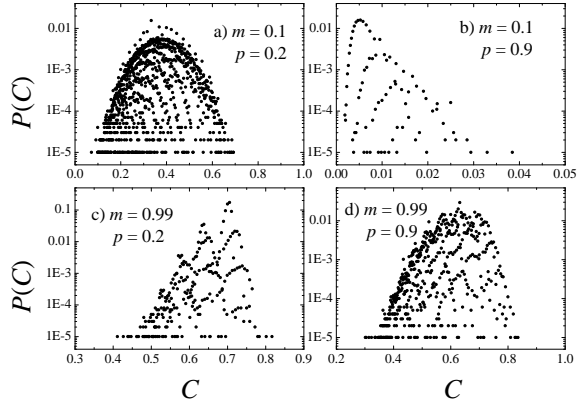 a) m = 0.1
p = 0.2
0.01
1E-3
1E-4
1E-5
P(C)
0.0 0.2 0.4 0.6 0.8 1.0
b) m = 0.1
p = 0.9
0.01
1E-3
1E-4
1E-5
0.00 0.01 0.02 0.03 0.04 0.05
c) m = 0.99
p = 0.2
0.1
0.01
1E-3
1E-4
1E-5
P(C)
0.3 0.4 0.5 0.6 0.7 0.8 0.9
C
d) m = 0.99
p = 0.9
0.01
1E-3
1E-4
1E-5
0.2 0.4 0.6 0.8 1.0
C